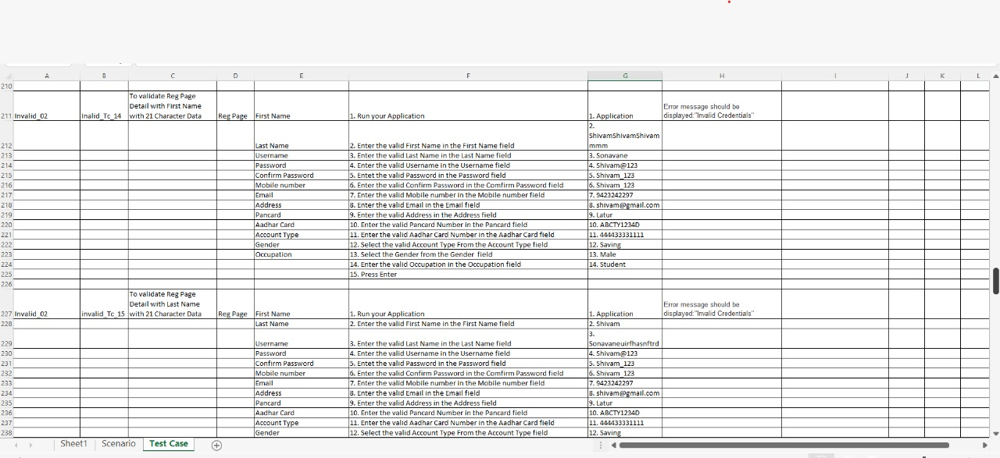 A B C D E F G H I J K L
210
To validate Reg Page
Detail with First Name
with 21 Character Data
Error message should be
displayed:"Invalid Credentials"
211 Invalid_02 Inalid_Tc_14 Reg Page First Name 1. Run your Application 1. Application
2.
ShivamShivamShivam
mmm
212 Last Name 2. Enter the valid First Name in the First Name field
213 Username 3. Enter the valid Last Name in the Last Name field 3. Sonavane
214 Password 4. Enter the valid Username in the Username field 4. Shivam@123
215 Confirm Password 5. Entet the valid Password in the Password field 5. Shivam_123
216 Mobile number 6. Enter the valid Confirm Password in the Comfirm Password field 6. Shivam_123
217 Email 7. Enter the valid Mobile number in the Mobile number field 7. 9423242297
218 Address 8. Enter the valid Email in the Email field 8. shivam@gmail.com
219 Pancard 9. Enter the valid Address in the Address field 9. Latur
220 Aadhar Card 10. Enter the valid Pancard Number in the Pancard field 10. ABCTY1234D
221 Account Type 11. Enter the valid Aadhar Card Number in the Aadhar Card field 11. 444433331111
222 Gender 12. Select the valid Account Type From the Account Type field 12. Saving
223 Occupation 13. Select the Gender from the Gender field 13. Male
224 14. Enter the valid Occupation in the Occupation field 14. Student
225 15. Press Enter
226
To validate Reg Page
Detail with Last Name
with 21 Character Data
Error message should be
displayed:"Invalid Credentials"
227 Invalid_02 invalid_Tc_15 Reg Page First Name 1. Run your Application 1. Application
228 Last Name 2. Enter the valid First Name in the First Name field 2. Shivam
3.
229 Username 3. Enter the valid Last Name in the Last Name field Sonavaneuirfhasnftrd
230 Password 4. Enter the valid Username in the Username field 4. Shivam@123
231 Confirm Password 5. Entet the valid Password in the Password field 5. Shivam_123
232 Mobile number 6. Enter the valid Confirm Password in the Comfirm Password field 6. Shivam_123
233 Email 7. Enter the valid Mobile number in the Mobile number field 7. 9423242297
234 Address 8. Enter the valid Email in the Email field 8. shivam@gmail.com
235 Pancard 9. Enter the valid Address in the Address field 9. Latur
236 Aadhar Card 10. Enter the valid Pancard Number in the Pancard field 10. ABCTY1234D
237 Account Type 11. Enter the valid Aadhar Card Number in the Aadhar Card field 11. 444433331111
238 Gender 12. Select the valid Account Type From the Account Type field 12. Saving
Sheet1 Scenario Test Case